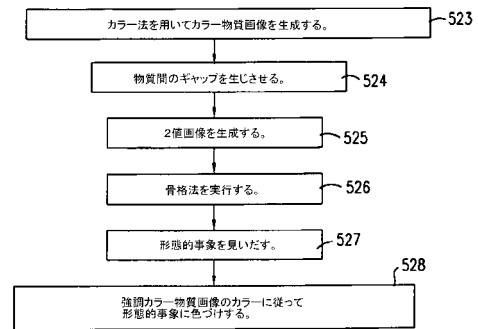 カラー法を用いてカラー物質画像を生成する。
523
物質間のギャップを生じさせる。
524
2値画像を生成する。
525
骨格法を実行する。
526
形態的事象を見いだす。
527
528
強調カラー物質画像のカラーに従って
形態的事象に色づけする。